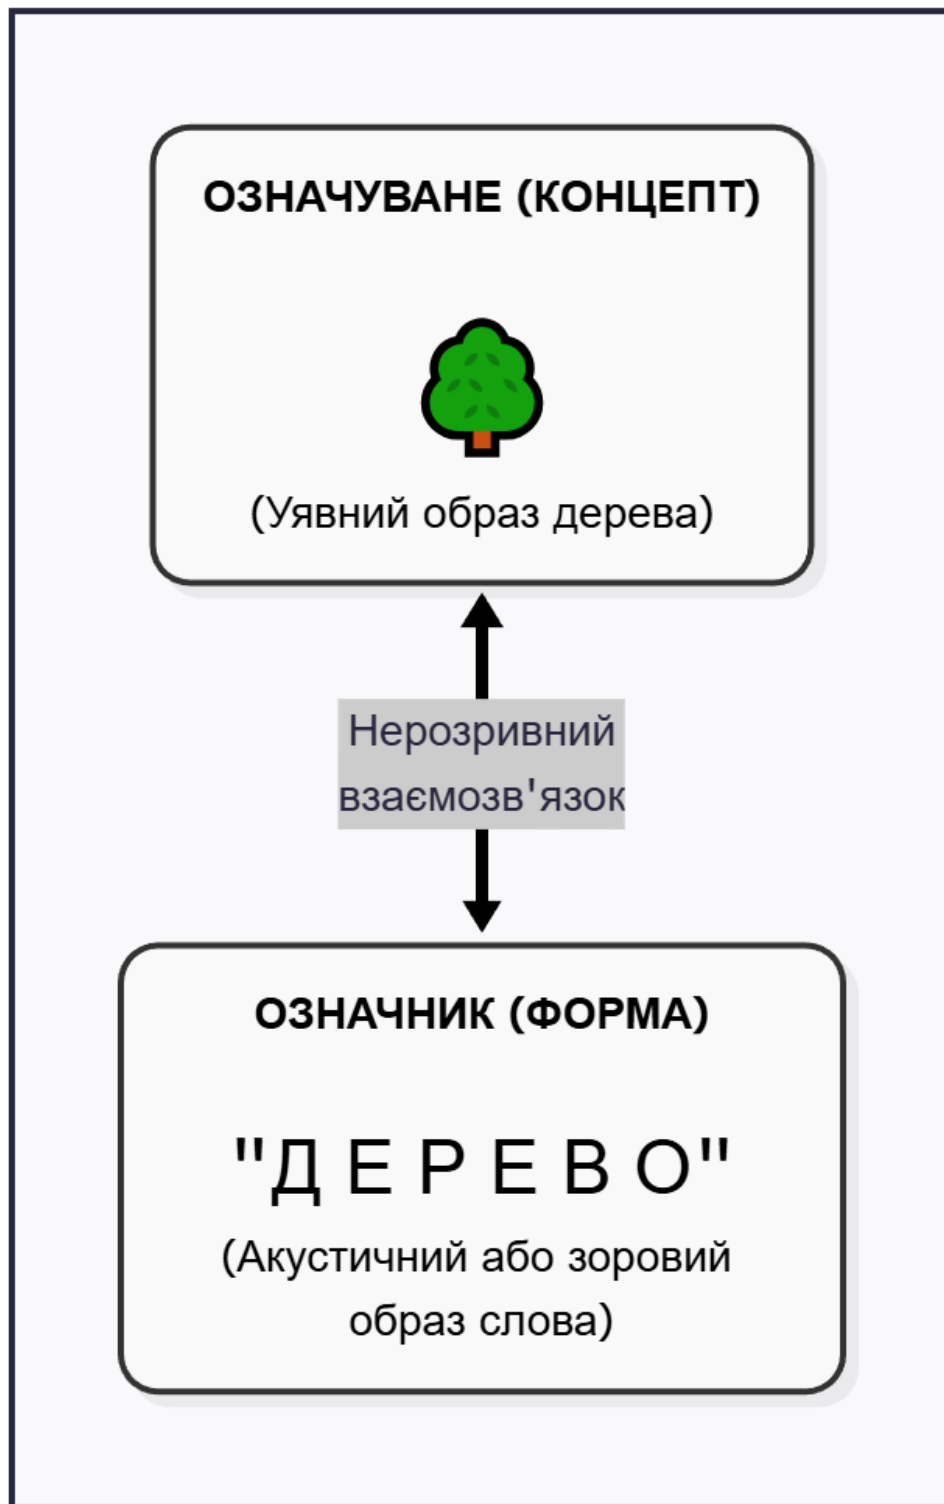 ОЗНАЧУВАНЕ (КОНЦЕПТ)
(Уявний образ дерева)
Нерозривний
взаємозв'язок
ОЗНАЧНИК (ФОРМА)
"Д Е Р Е В О"
(Акустичний або зоровий
образ слова)